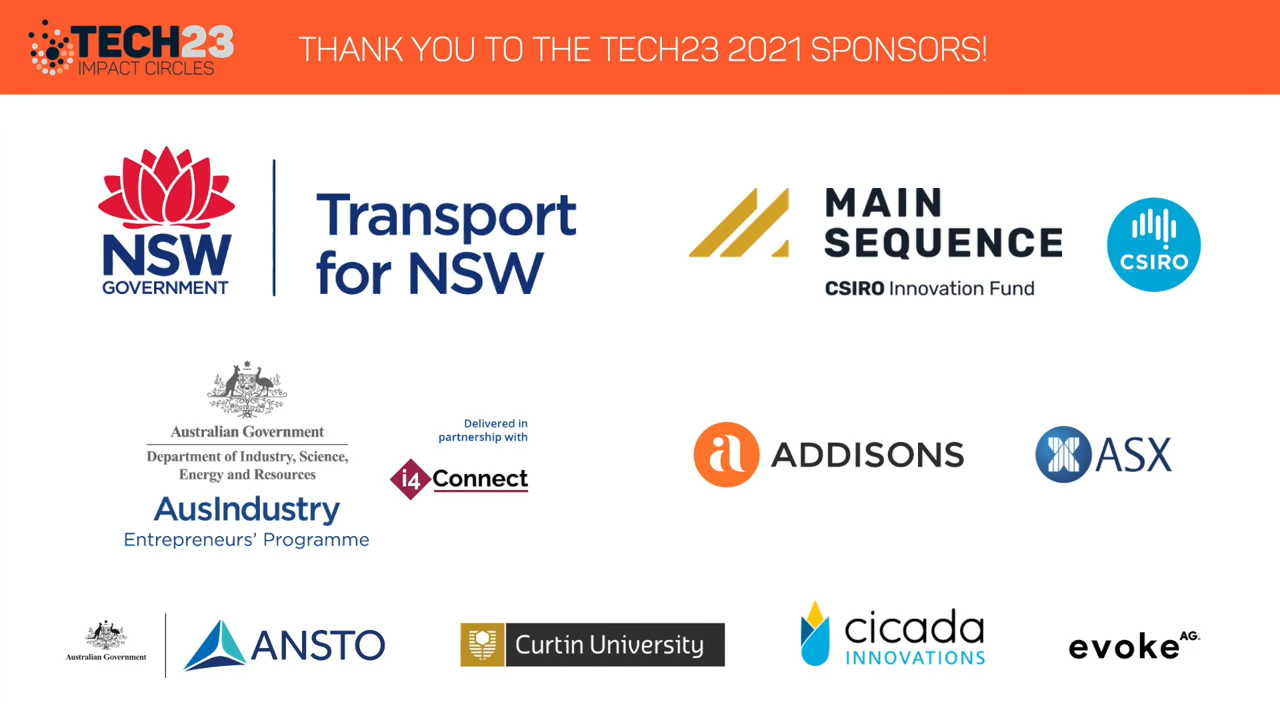 TECH23
IMPACT CIRCLES
THANK YOU TO THE TECH23 2021 SPONSORS!
NSW
GOVERNMENT
Transport
for NSW
MAIN
SEQUENCE
CSIRO Innovation Fund
CSIRO
Australian Government
Department of Industry, Science,
Energy and Resources
AusIndustry
Entrepreneurs' Programme
Delivered in
partnership with
i4 Connect
a ADDISONS
ASX
Australian Government
ANSTO
Curtin University
cicada
INNOVATIONS
evoke AG.